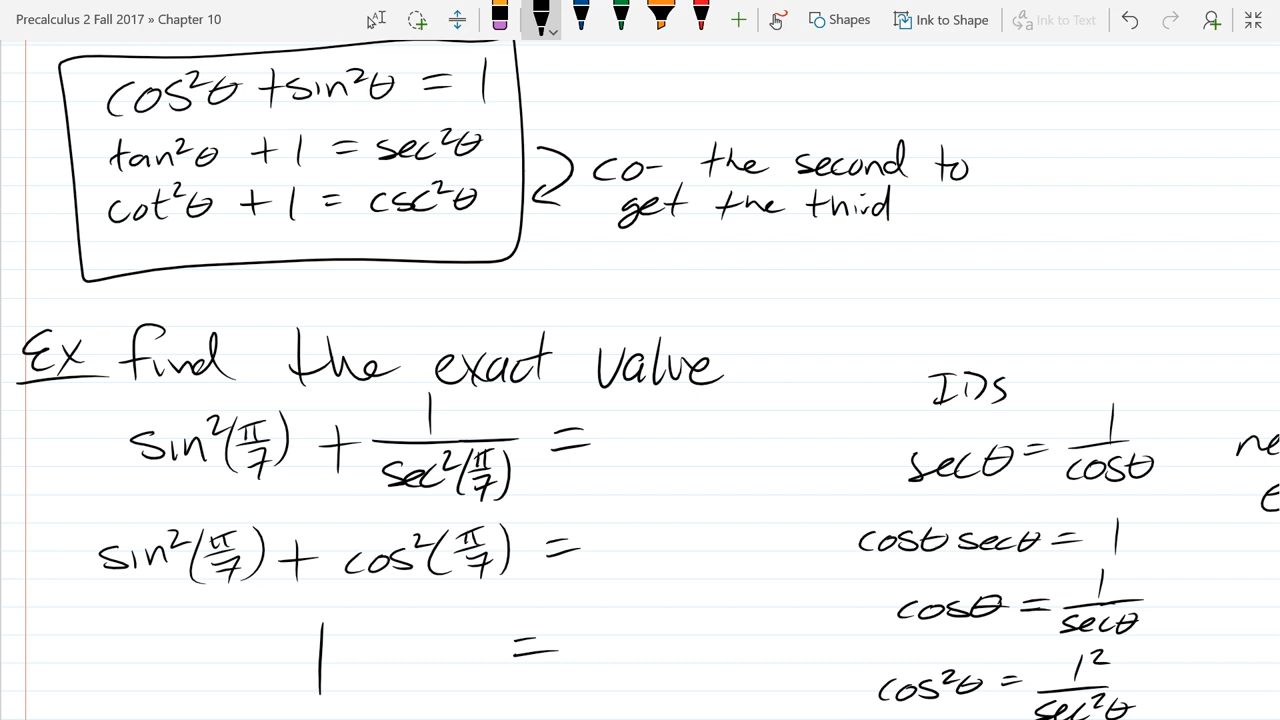 Precalculus 2 Fall 2017 » Chapter 10
Shapes
Ink to Shape
Ink to Text
cos²θ + sin²θ = 1
tan²θ + 1 = sec²θ
cot²θ + 1 = csc²θ
co- the second to
get the third
Ex find the exact value
sin²(π/7) + 1/sec²(π/7) =
sin²(π/7) + cos²(π/7) =
1 =
IDS
secθ = 1/cosθ
cosθ secθ = 1
cosθ = 1/secθ
cos²θ = 1²/sec²θ